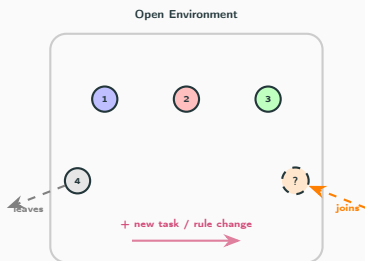 Open Environment
1 2 3
4 ?
leaves joins
+ new task / rule change